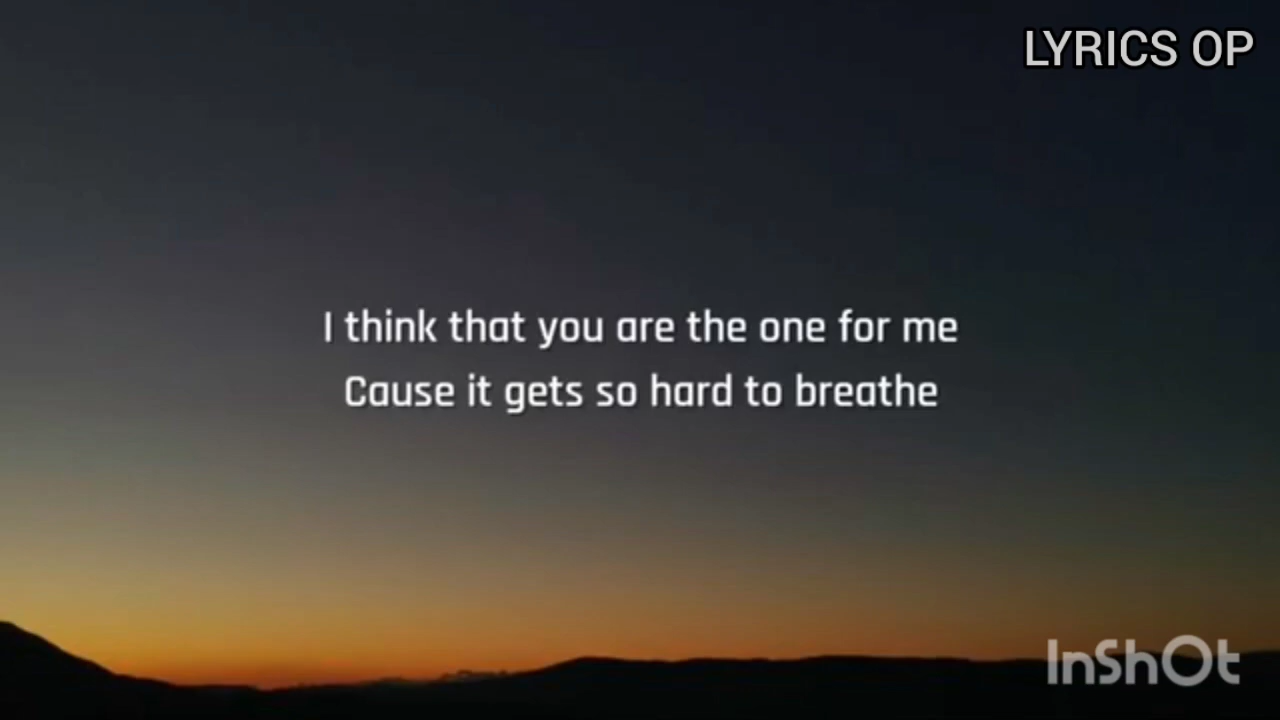 LYRICS OP
I think that you are the one for me
Cause it gets so hard to breathe
InShOt